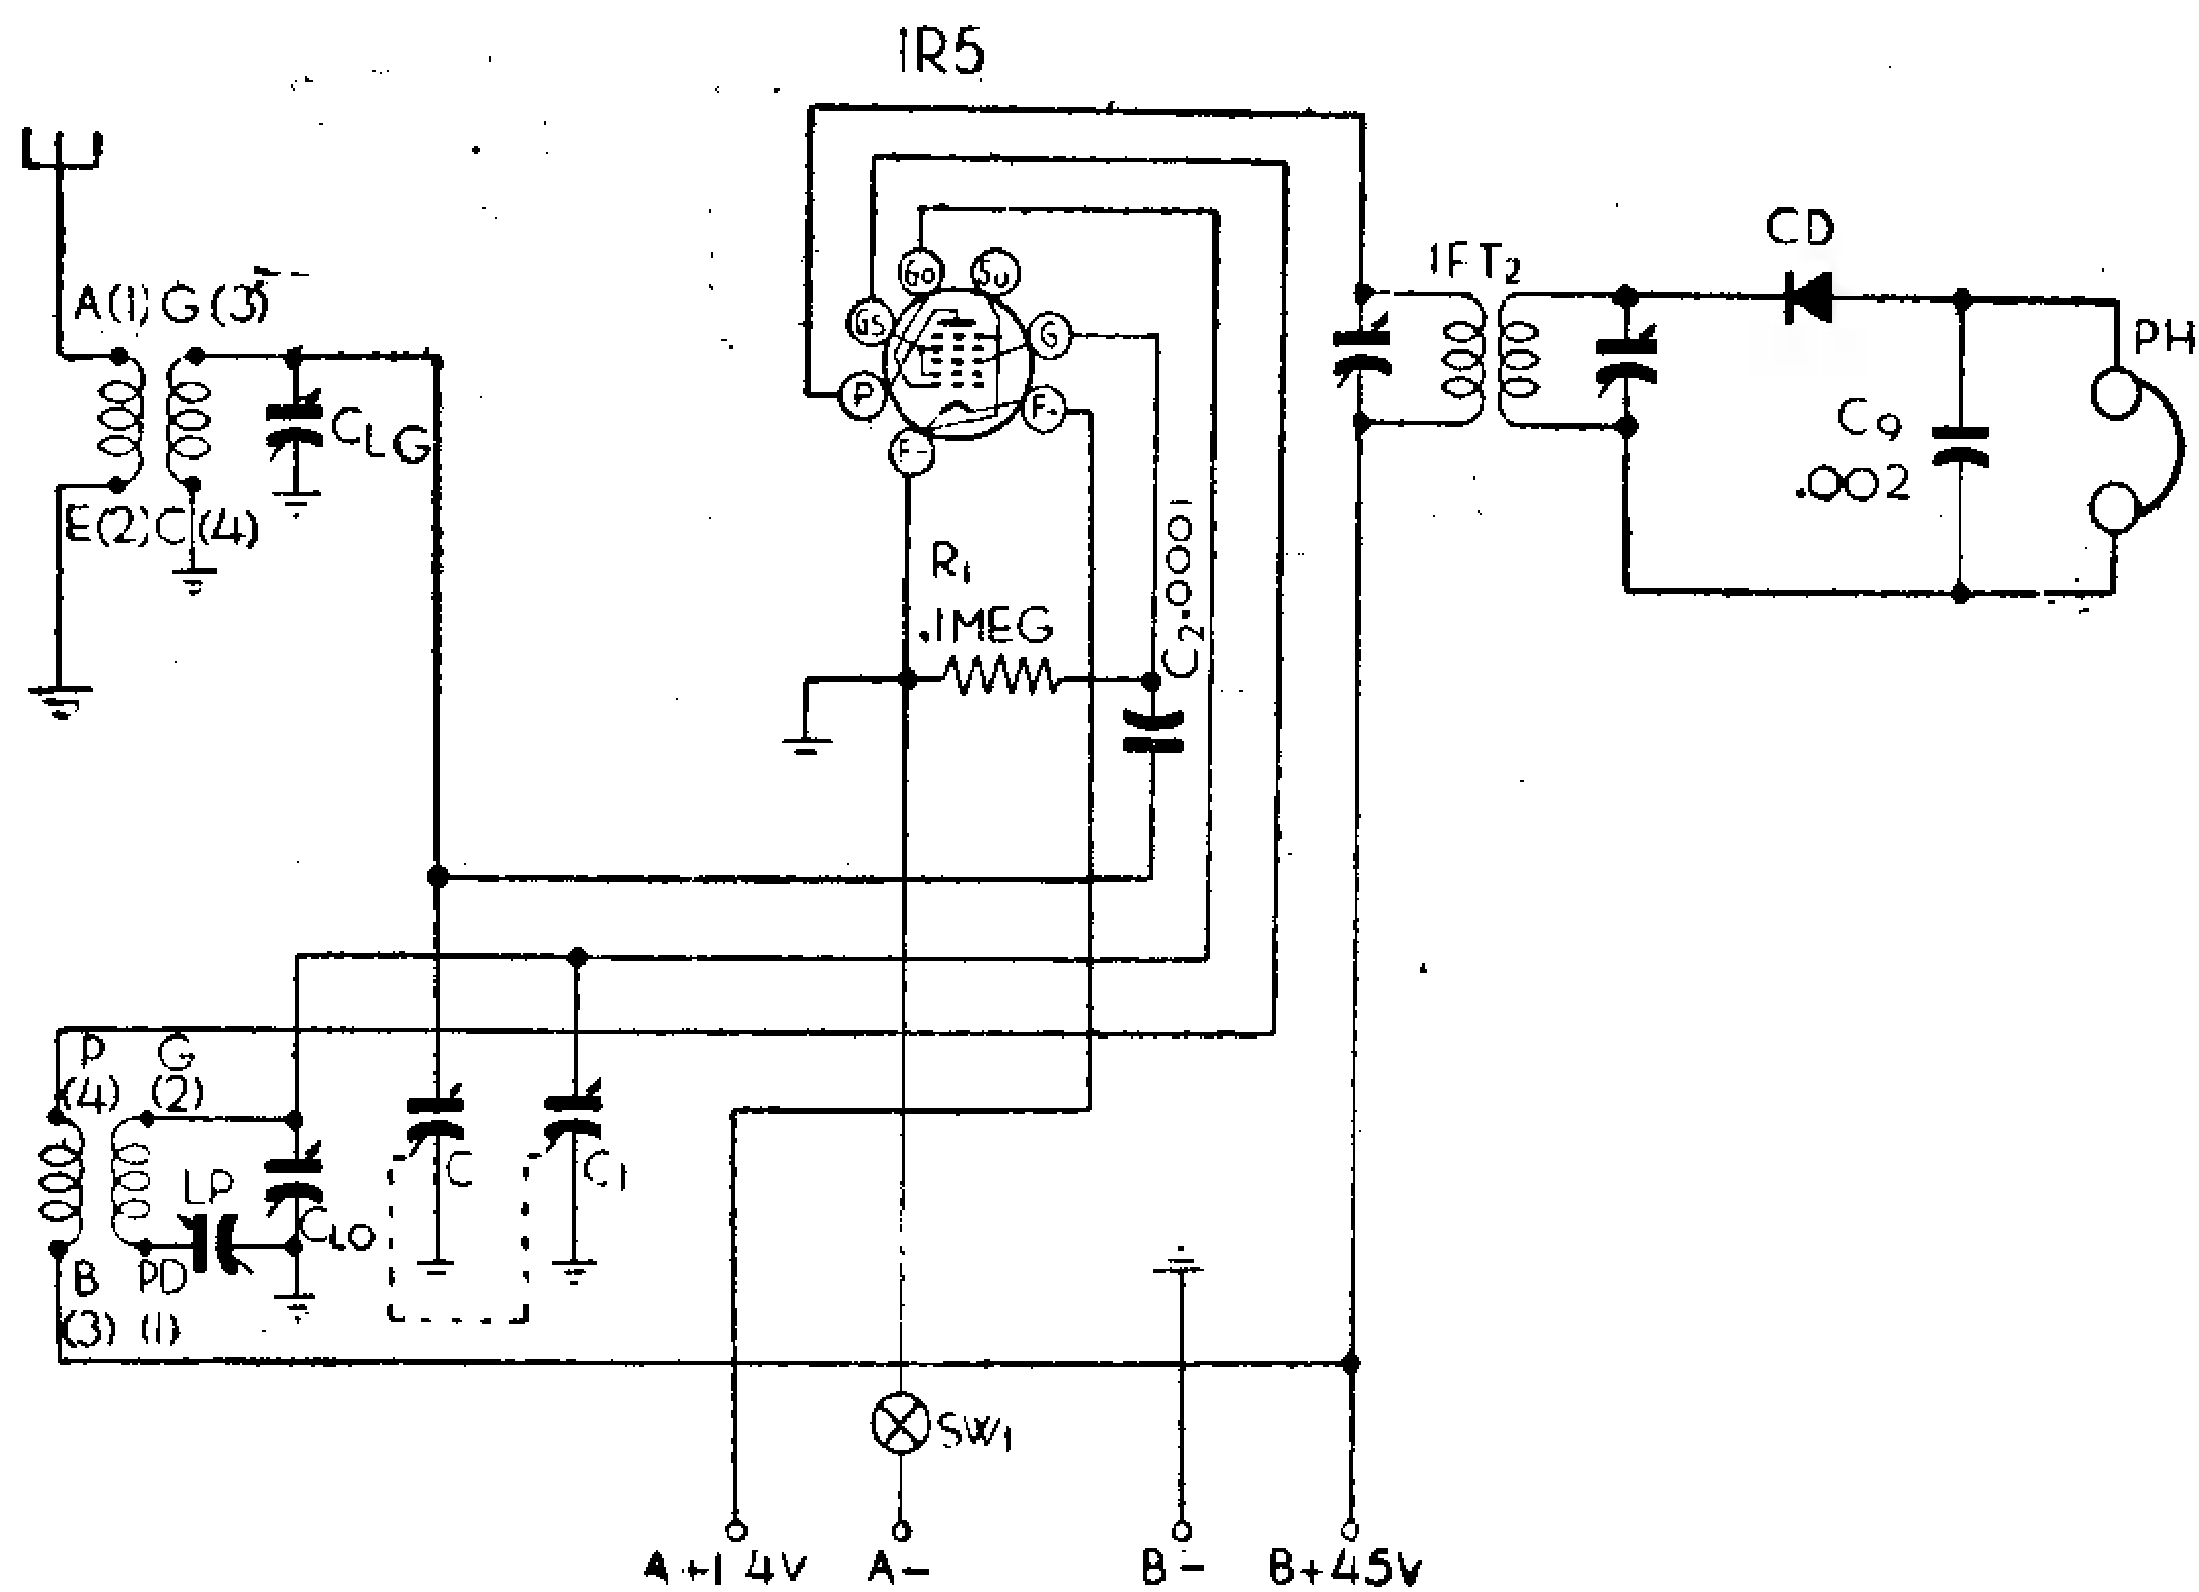 1R5
CD
IFT2
PH
A(1) G(3)
CLG
E(2) C(4)
Go
Su
Gs
G
P
F+
F-
C9
.002
R1
.1MEG
C2 .0001
P G
(4) (2)
LP
CLO
C
C1
B PD
(3) (1)
SW1
A+1.4V
A-
B-
B+45V